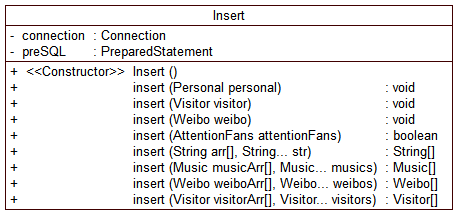 Insert
- connection : Connection
- preSQL : PreparedStatement
+ <<Constructor>> Insert ()
+ insert (Personal personal) : void
+ insert (Visitor visitor) : void
+ insert (Weibo weibo) : void
+ insert (AttentionFans attentionFans) : boolean
+ insert (String arr[], String... str) : String[]
+ insert (Music musicArr[], Music... musics) : Music[]
+ insert (Weibo weiboArr[], Weibo... weibos) : Weibo[]
+ insert (Visitor visitorArr[], Visitor... visitors) : Visitor[]